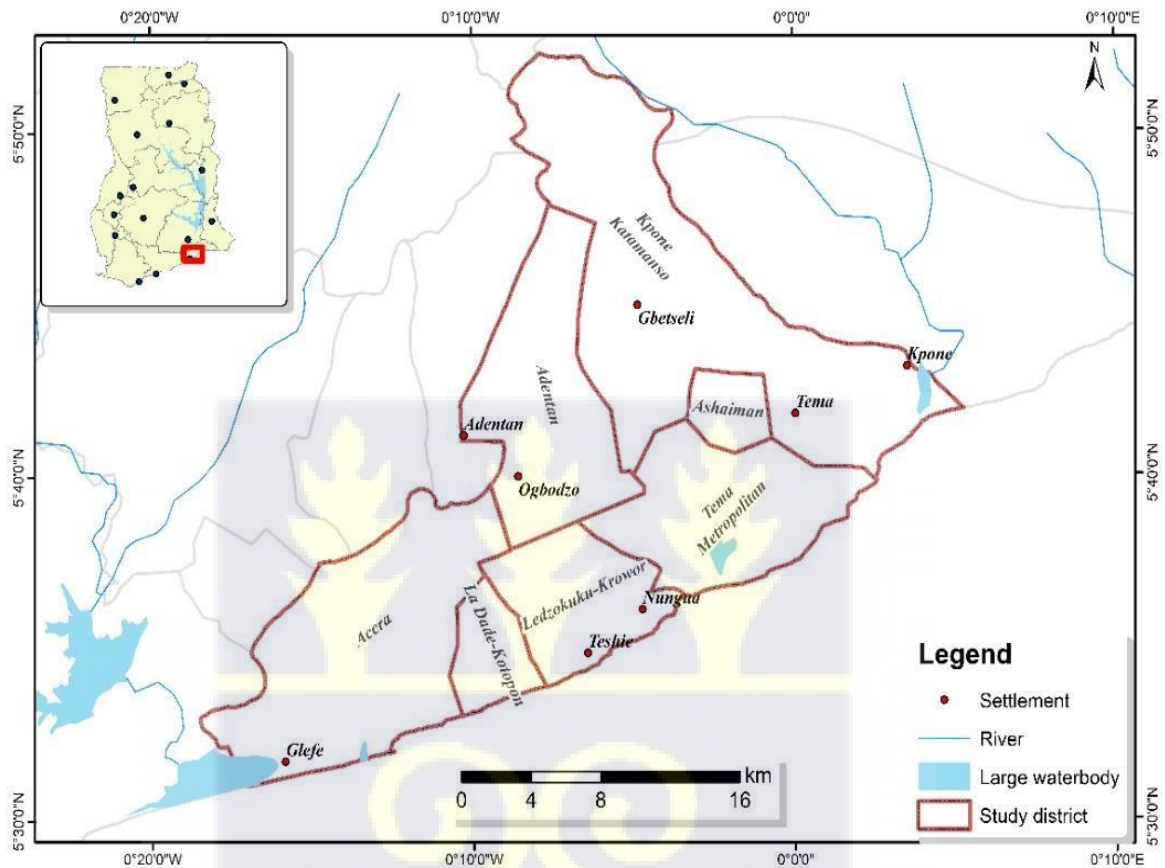 0°20'0"W
0°10'0"W
0°0'0"
0°10'0"E
N
5°50'0"N
5°50'0"N
Kpone
Katamanso
Gbetseli
Kpone
Adentan
Ashaiman
Tema
Adentan
5°40'0"N
5°40'0"N
Ogbodzo
Tema
Metropolitan
Ledzokuku-Krowor
Nungua
La Dade-Kotopon
Accra
Teshie
Glefe
Legend
Settlement
River
Large waterbody
Study district
km
0 4 8 16
5°30'0"N
5°30'0"N
0°20'0"W
0°10'0"W
0°0'0"
0°10'0"E